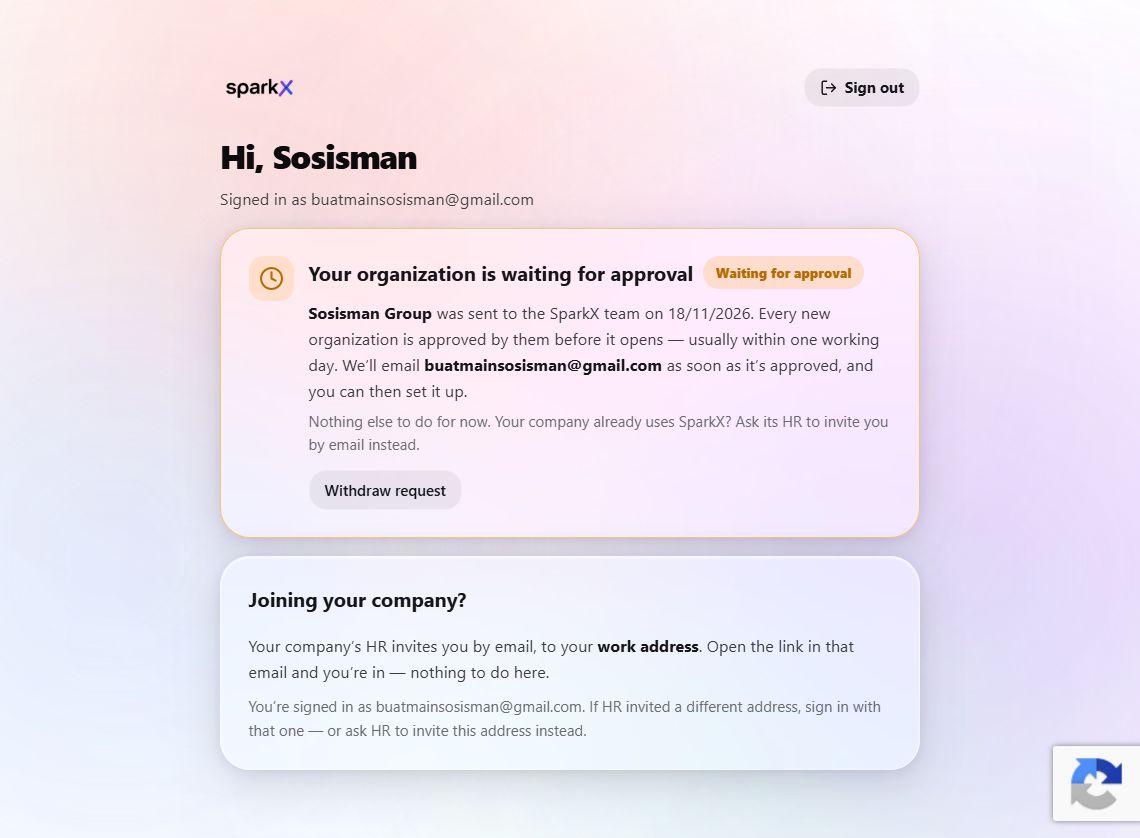 sparkX
Sign out
Hi, Sosisman
Signed in as buatmainsosisman@gmail.com
Your organization is waiting for approval
Waiting for approval
Sosisman Group was sent to the SparkX team on 18/11/2026. Every new
organization is approved by them before it opens — usually within one working
day. We’ll email buatmainsosisman@gmail.com as soon as it’s approved, and
you can then set it up.
Nothing else to do for now. Your company already uses SparkX? Ask its HR to invite you
by email instead.
Withdraw request
Joining your company?
Your company’s HR invites you by email, to your work address. Open the link in that
email and you’re in — nothing to do here.
You’re signed in as buatmainsosisman@gmail.com. If HR invited a different address, sign in with
that one — or ask HR to invite this address instead.